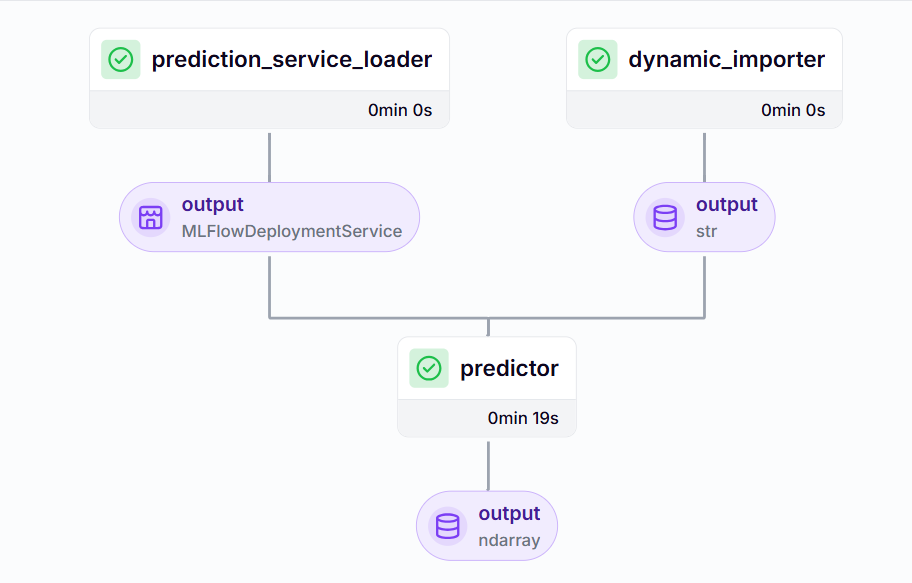 prediction_service_loader
0min 0s
dynamic_importer
0min 0s
output
MLFlowDeploymentService
output
str
predictor
0min 19s
output
ndarray